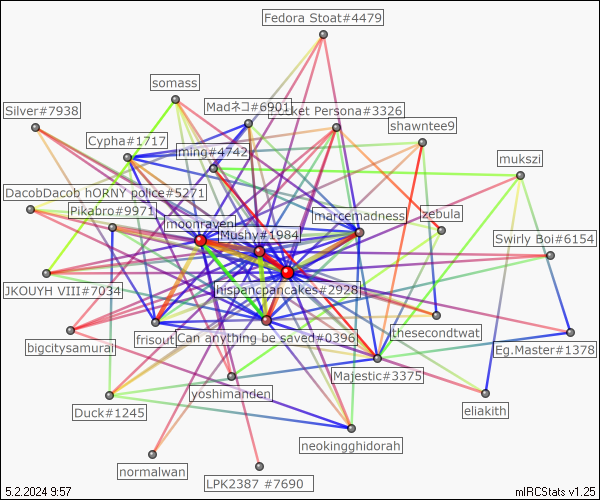 Fedora Stoat#4479
somass
Silver#7938
Madネコ#6901
Rocket Persona#3326
shawntee9
Cypha#1717
ming#4742
mukszi
DacobDacob hORNY police#5271
Pikabro#9971
moonraven
marcemadness
zebula
Mushy#1984
Swirly Boi#6154
JKOUYH VIII#7034
hispancpancakes#2928
thesecondtwat
bigcitysamurai
frisout
Can anything be saved#0396
Eg.Master#1378
Majestic#3375
yoshimanden
Duck#1245
eliakith
neokingghidorah
normalwan
LPK2387 #7690
5.2.2024 9:57
mIRCStats v1.25